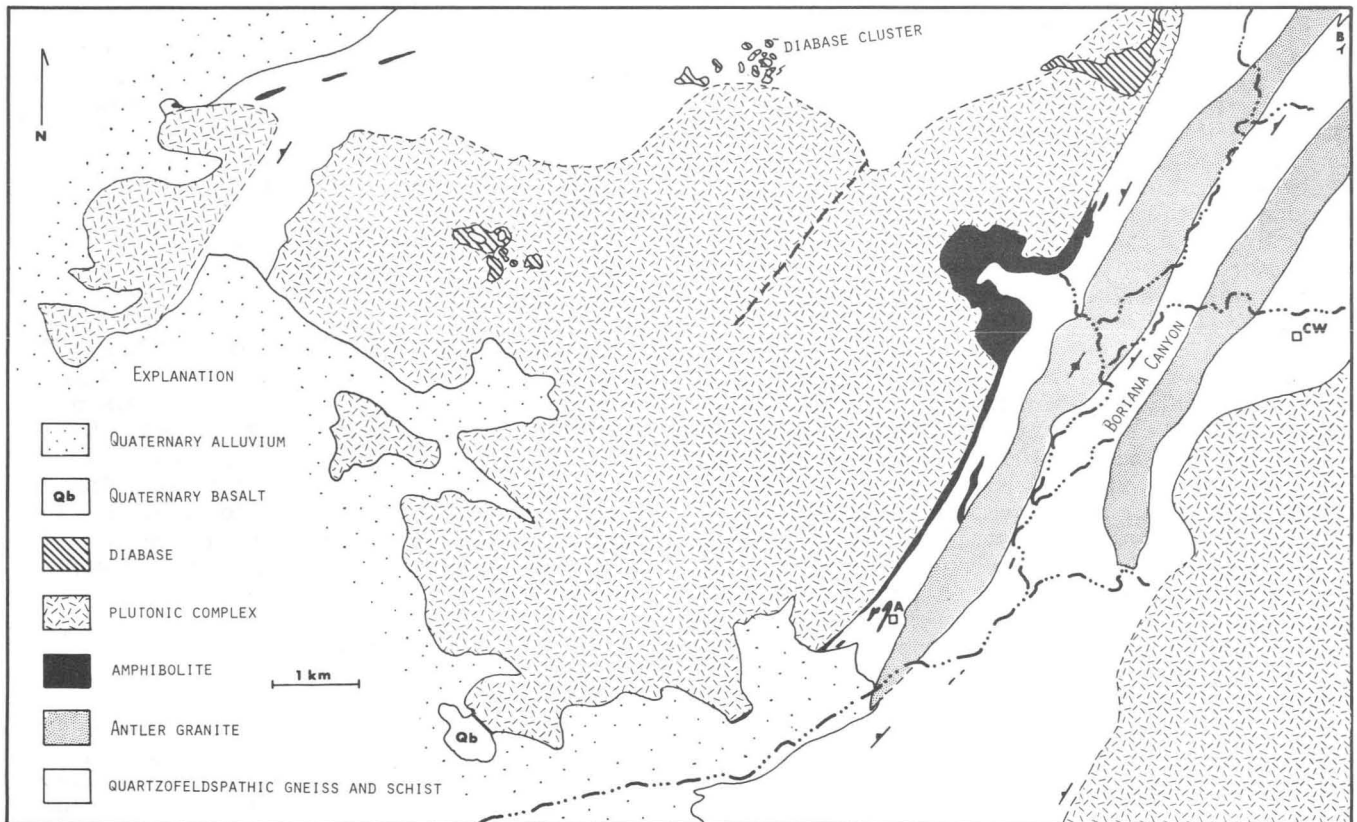 DIABASE CLUSTER
B
N
CW
BORIANA CANYON
EXPLANATION
QUATERNARY ALLUVIUM
Qb QUATERNARY BASALT
DIABASE
PLUTONIC COMPLEX
AMPHIBOLITE
1 km
ANTLER GRANITE
QUARTZOFELDSPATHIC GNEISS AND SCHIST
A
Qb